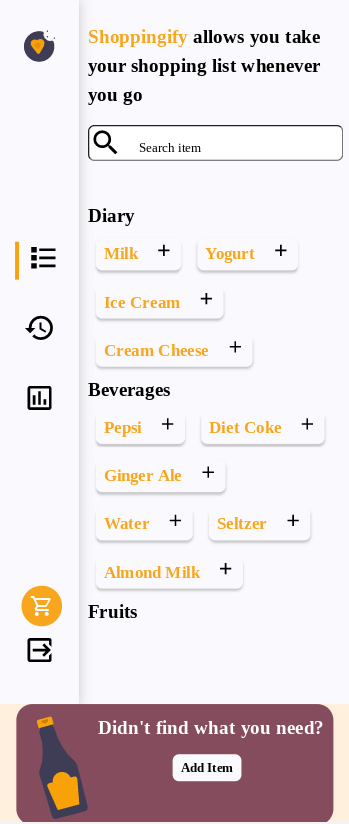 Shoppingify allows you take
your shopping list whenever
you go
Search item
Diary
Milk + Yogurt +
Ice Cream +
Cream Cheese +
Beverages
Pepsi + Diet Coke +
Ginger Ale +
Water + Seltzer +
Almond Milk +
Fruits
Didn't find what you need?
Add Item